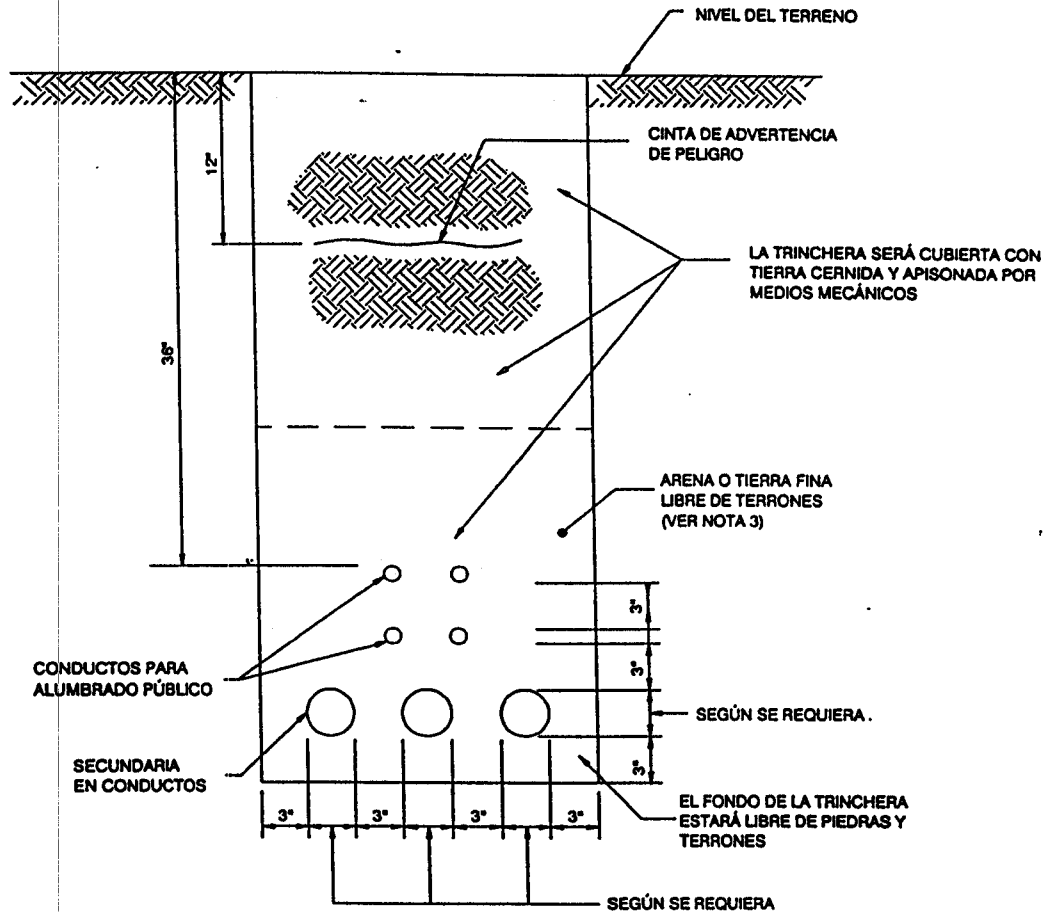 NIVEL DEL TERRENO
CINTA DE ADVERTENCIA
DE PELIGRO
12"
LA TRINCHERA SERÁ CUBIERTA CON
TIERRA CERNIDA Y APISONADA POR
MEDIOS MECÁNICOS
36"
ARENA O TIERRA FINA
LIBRE DE TERRONES
(VER NOTA 3)
3"
CONDUCTOS PARA
ALUMBRADO PÚBLICO
3"
SEGÚN SE REQUIERA.
SECUNDARIA
EN CONDUCTOS
3"
EL FONDO DE LA TRINCHERA
ESTARÁ LIBRE DE PIEDRAS Y
TERRONES
3" 3" 3" 3"
SEGÚN SE REQUIERA